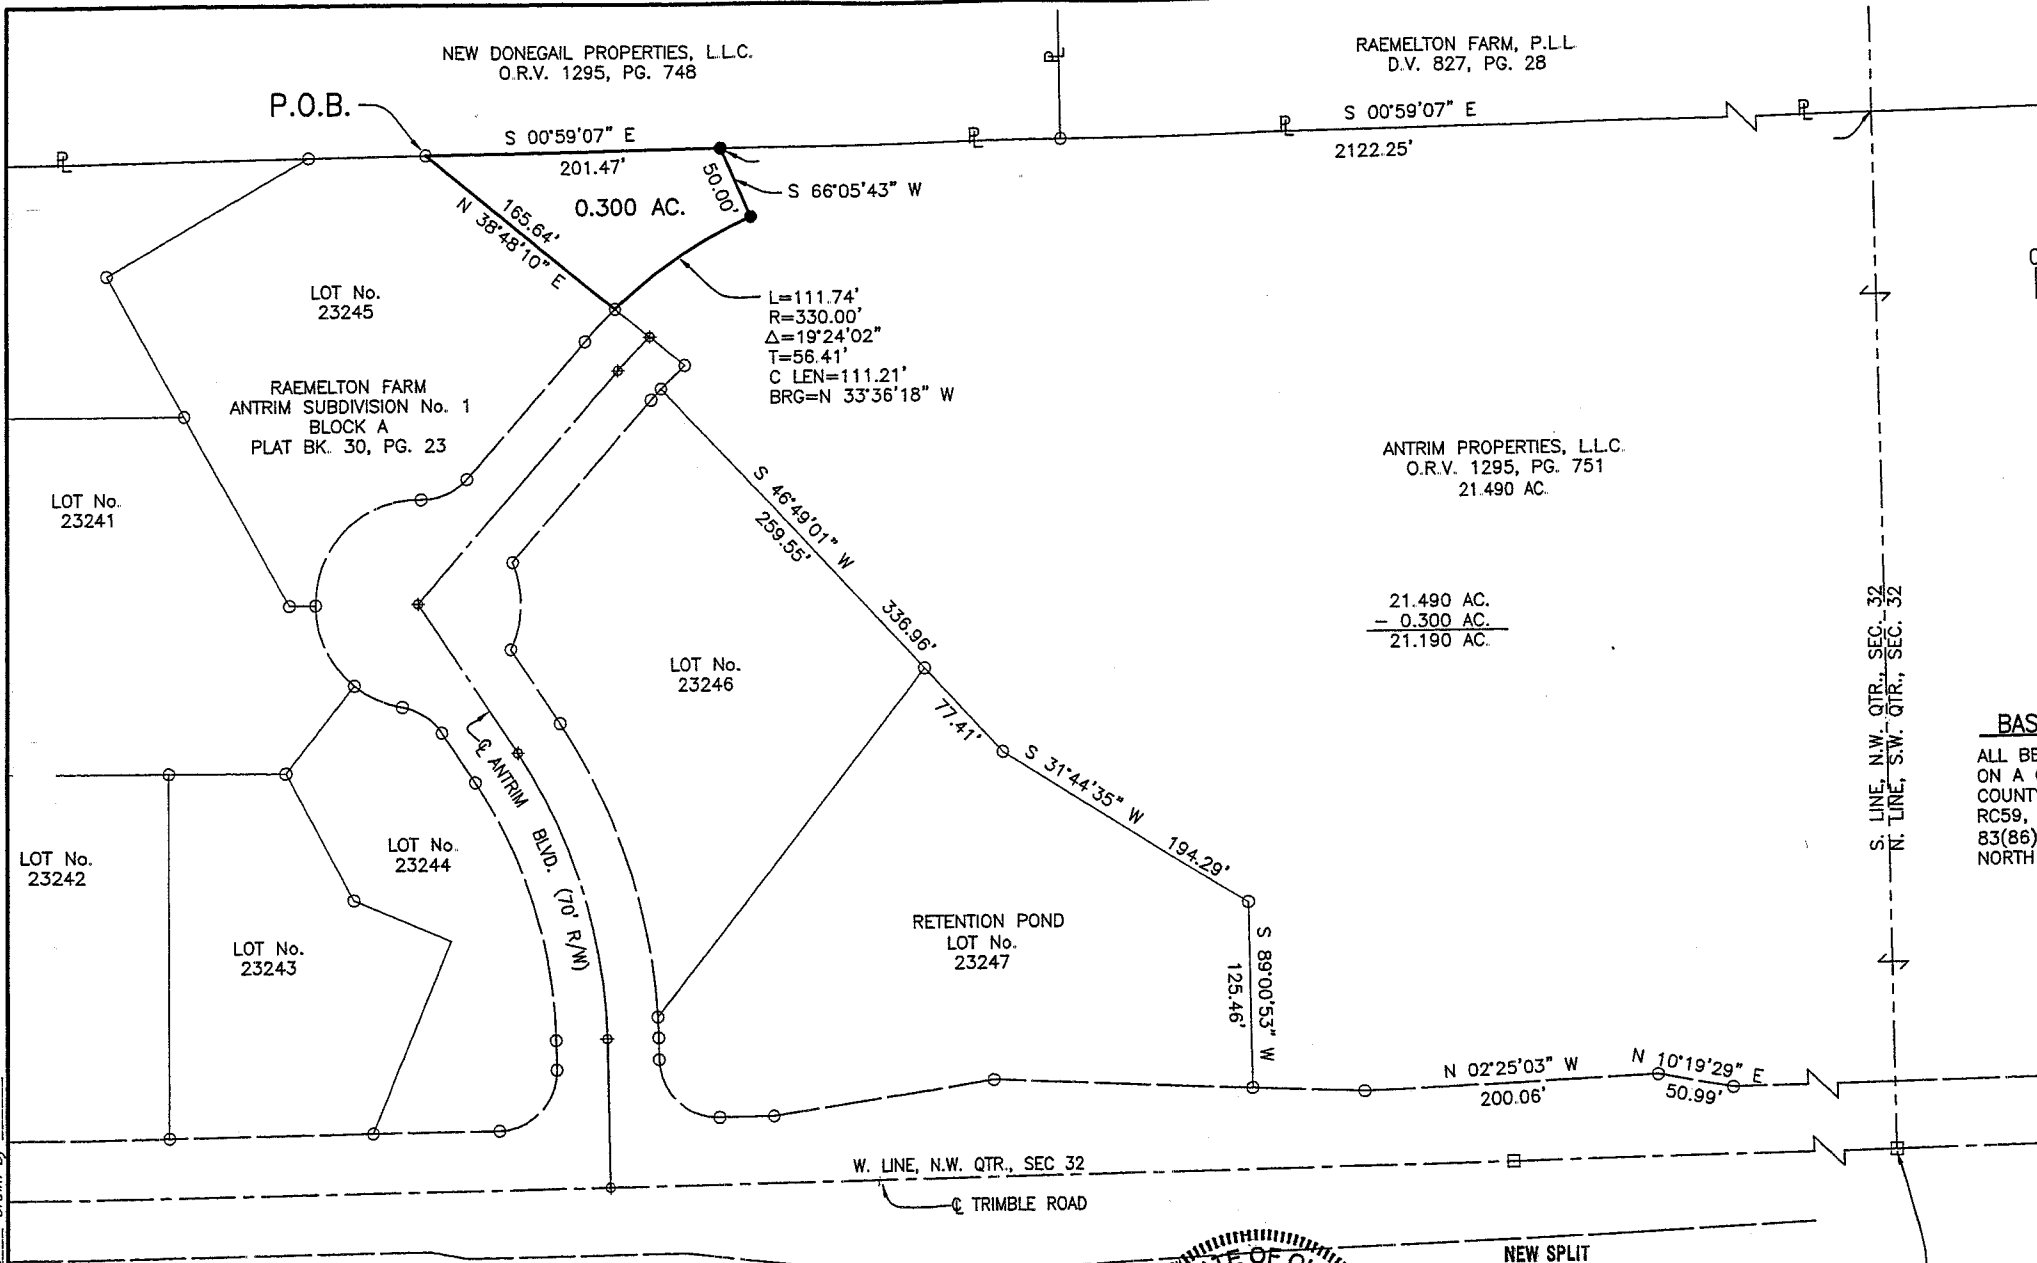 NEW DONEGAIL PROPERTIES, L.L.C.
O.R.V. 1295, PG. 748
RAEMELTON FARM, P.L.L.
D.V. 827, PG. 28
P.O.B.
S 00°59'07" E
201.47'
S 00°59'07" E
2122.25'
50.00'
S 66°05'43" W
0.300 AC.
165.64'
N 38°48'10" E
L=111.74'
R=330.00'
Δ=19°24'02"
T=56.41'
C LEN=111.21'
BRG=N 33°36'18" W
LOT No.
23245
RAEMELTON FARM
ANTRIM SUBDIVISION No. 1
BLOCK A
PLAT BK. 30, PG. 23
LOT No.
23241
ANTRIM PROPERTIES, L.L.C.
O.R.V. 1295, PG. 751
21.490 AC.
S 46°49'01" W
259.55'
336.96'
77.41'
21.490 AC.
- 0.300 AC.
21.190 AC.
LOT No.
23246
S 31°44'35" W
194.29'
S. LINE, N.W. QTR., SEC. 32
N. LINE, S.W. QTR., SEC. 32
BAS
ALL BE
ON A
COUNTY
RC59,
83(86)
NORTH
℄ ANTRIM BLVD. (70' R/W)
LOT No.
23244
LOT No.
23242
LOT No.
23243
RETENTION POND
LOT No.
23247
S 89°00'53" W
125.46'
N 02°25'03" W
200.06'
N 10°19'29" E
50.99'
W. LINE, N.W. QTR., SEC 32
℄ TRIMBLE ROAD
NEW SPLIT